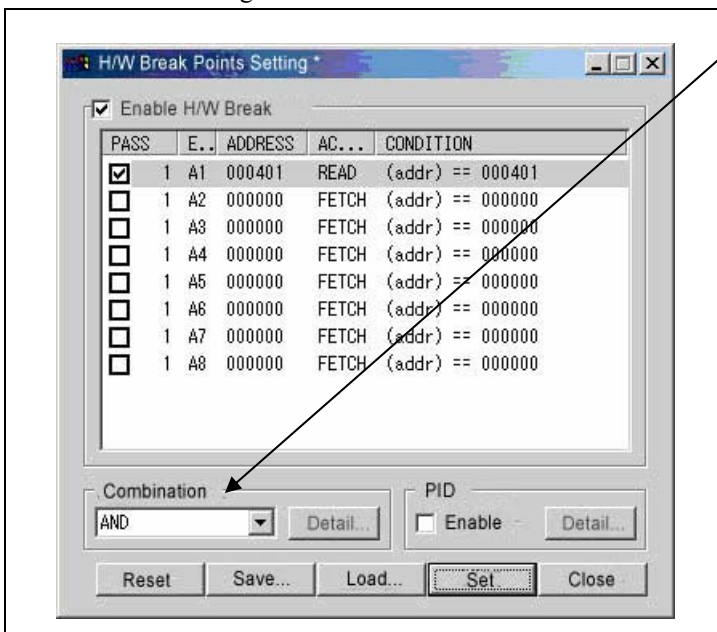 H/W Break Points Setting *
Enable H/W Break
PASS E.. ADDRESS AC... CONDITION
1 A1 000401 READ (addr) == 000401
1 A2 000000 FETCH (addr) == 000000
1 A3 000000 FETCH (addr) == 000000
1 A4 000000 FETCH (addr) == 000000
1 A5 000000 FETCH (addr) == 000000
1 A6 000000 FETCH (addr) == 000000
1 A7 000000 FETCH (addr) == 000000
1 A8 000000 FETCH (addr) == 000000
Combination PID
AND Detail... Enable Detail...
Reset Save... Load... Set Close